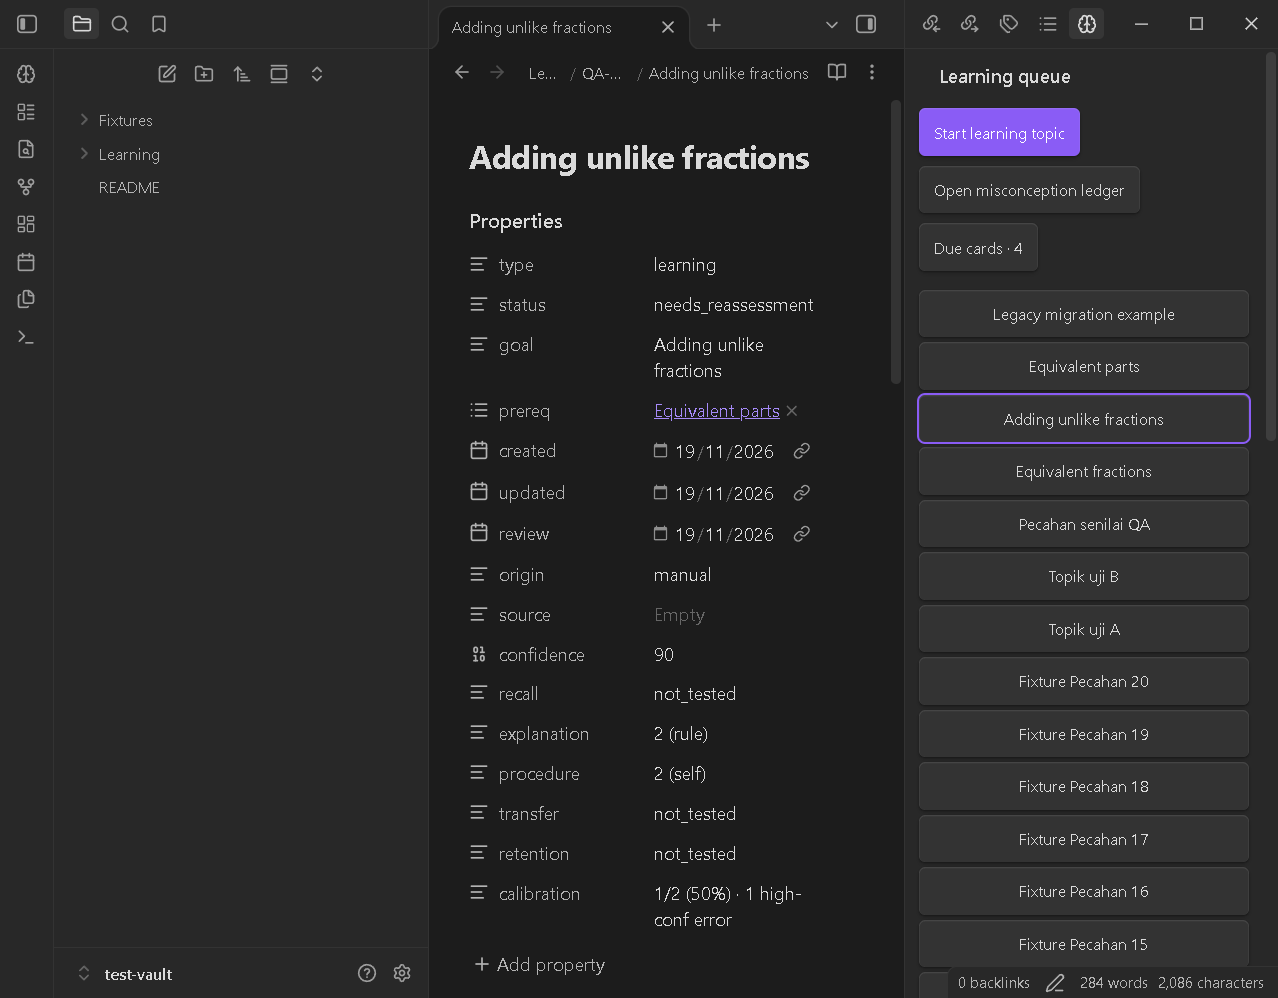 Adding unlike fractions
Le... / QA-... / Adding unlike fractions
Fixtures
Learning
README
test-vault
Adding unlike fractions
Properties
type learning
status needs_reassessment
goal Adding unlike
fractions
prereq Equivalent parts
created 19/11/2026
updated 19/11/2026
review 19/11/2026
origin manual
source Empty
confidence 90
recall not_tested
explanation 2 (rule)
procedure 2 (self)
transfer not_tested
retention not_tested
calibration 1/2 (50%) · 1 high-
conf error
Add property
Learning queue
Start learning topic
Open misconception ledger
Due cards · 4
Legacy migration example
Equivalent parts
Adding unlike fractions
Equivalent fractions
Pecahan senilai QA
Topik uji B
Topik uji A
Fixture Pecahan 20
Fixture Pecahan 19
Fixture Pecahan 18
Fixture Pecahan 17
Fixture Pecahan 16
Fixture Pecahan 15
0 backlinks 284 words 2,086 characters